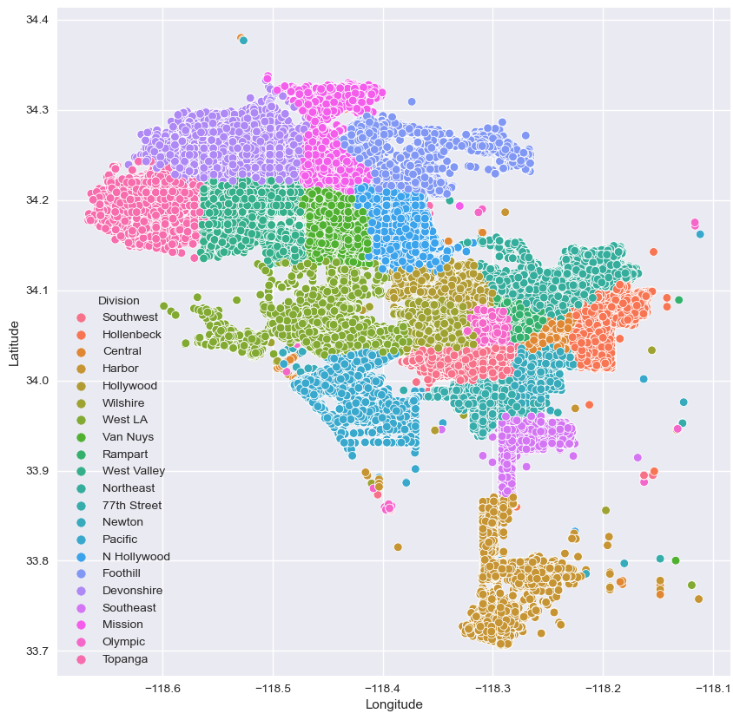 34.4
34.3
34.2
34.1
34.0
33.9
33.8
33.7
Latitude
Division
Southwest
Hollenbeck
Central
Harbor
Hollywood
Wilshire
West LA
Van Nuys
Rampart
West Valley
Northeast
77th Street
Newton
Pacific
N Hollywood
Foothill
Devonshire
Southeast
Mission
Olympic
Topanga
−118.6 −118.5 −118.4 −118.3 −118.2 −118.1
Longitude